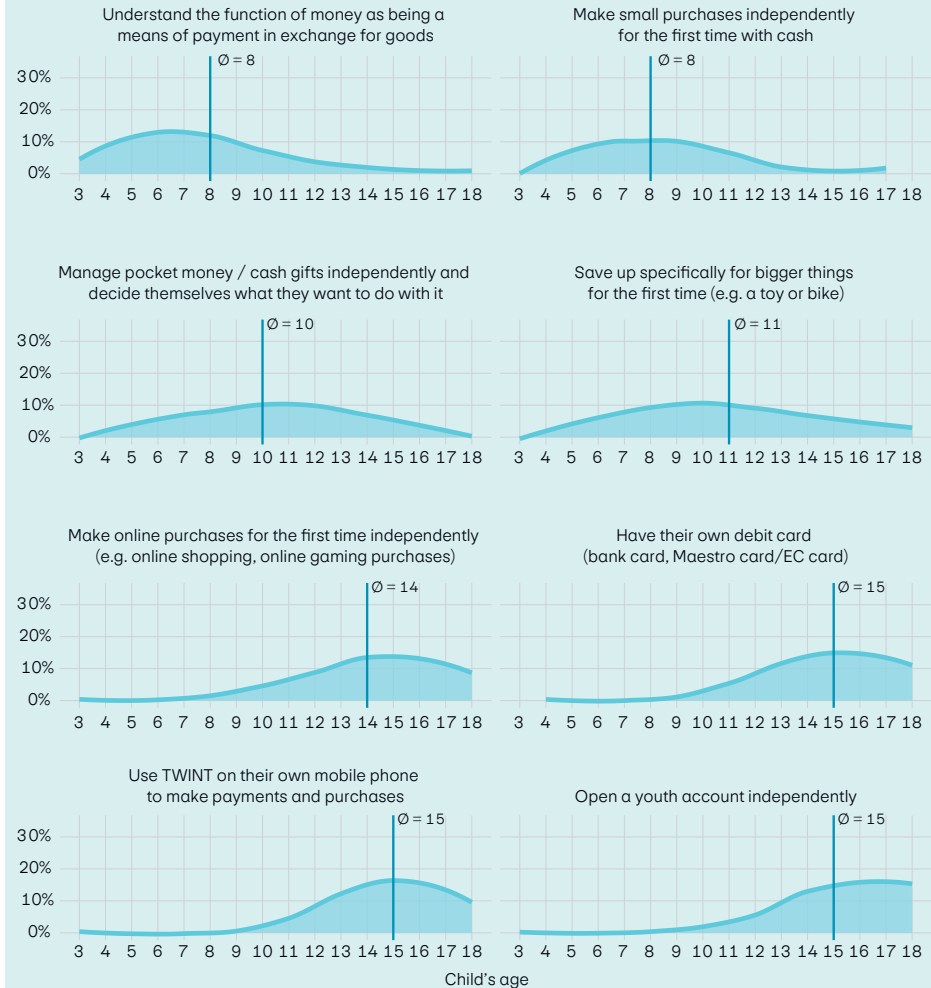 Understand the function of money as being a
means of payment in exchange for goods
Ø = 8
30%
20%
10%
0%
3 4 5 6 7 8 9 10 11 12 13 14 15 16 17 18
Make small purchases independently
for the first time with cash
Ø = 8
3 4 5 6 7 8 9 10 11 12 13 14 15 16 17 18
Manage pocket money / cash gifts independently and
decide themselves what they want to do with it
Ø = 10
30%
20%
10%
0%
3 4 5 6 7 8 9 10 11 12 13 14 15 16 17 18
Save up specifically for bigger things
for the first time (e.g. a toy or bike)
Ø = 11
3 4 5 6 7 8 9 10 11 12 13 14 15 16 17 18
Make online purchases for the first time independently
(e.g. online shopping, online gaming purchases)
Ø = 14
30%
20%
10%
0%
3 4 5 6 7 8 9 10 11 12 13 14 15 16 17 18
Have their own debit card
(bank card, Maestro card/EC card)
Ø = 15
3 4 5 6 7 8 9 10 11 12 13 14 15 16 17 18
Use TWINT on their own mobile phone
to make payments and purchases
Ø = 15
30%
20%
10%
0%
3 4 5 6 7 8 9 10 11 12 13 14 15 16 17 18
Open a youth account independently
Ø = 15
3 4 5 6 7 8 9 10 11 12 13 14 15 16 17 18
Child's age